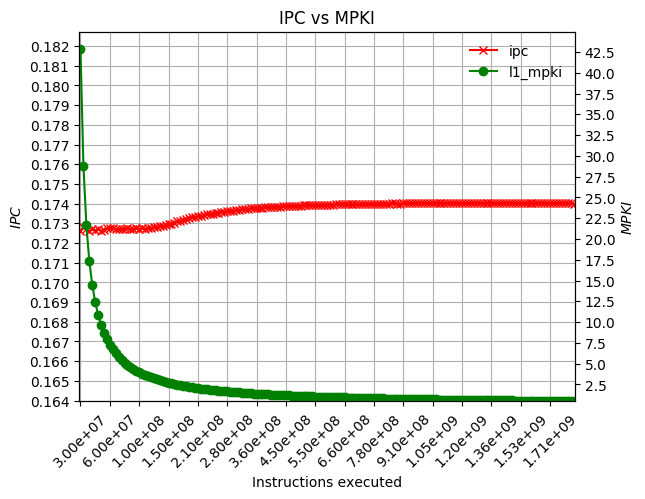 IPC vs MPKI
ipc
l1_mpki
0.182
0.181
0.180
0.179
0.178
0.177
0.176
0.175
0.174
0.173
0.172
0.171
0.170
0.169
0.168
0.167
0.166
0.165
0.164
IPC
42.5
40.0
37.5
35.0
32.5
30.0
27.5
25.0
22.5
20.0
17.5
15.0
12.5
10.0
7.5
5.0
2.5
MPKI
3.00e+07
6.00e+07
1.00e+08
1.50e+08
2.10e+08
2.80e+08
3.60e+08
4.50e+08
5.50e+08
6.60e+08
7.80e+08
9.10e+08
1.05e+09
1.20e+09
1.36e+09
1.53e+09
1.71e+09
Instructions executed